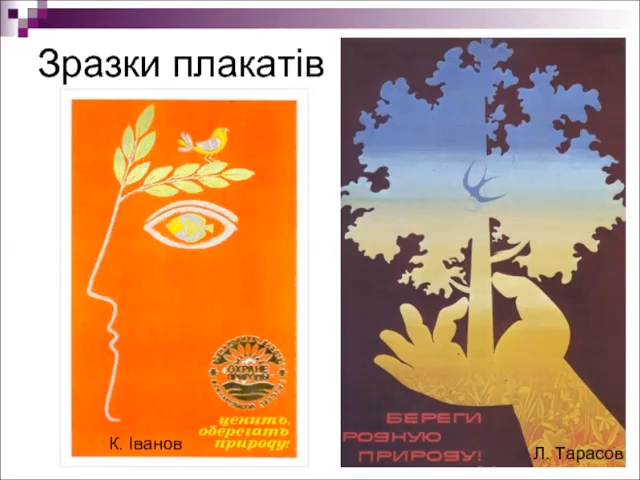 Зразки плакатів
ОХРАНЕ
ПРИРОДЫ
ценить,
оберегать
природу!
К. Іванов
БЕРЕГИ
РОДНУЮ
ПРИРОДУ!
Л. Тарасов